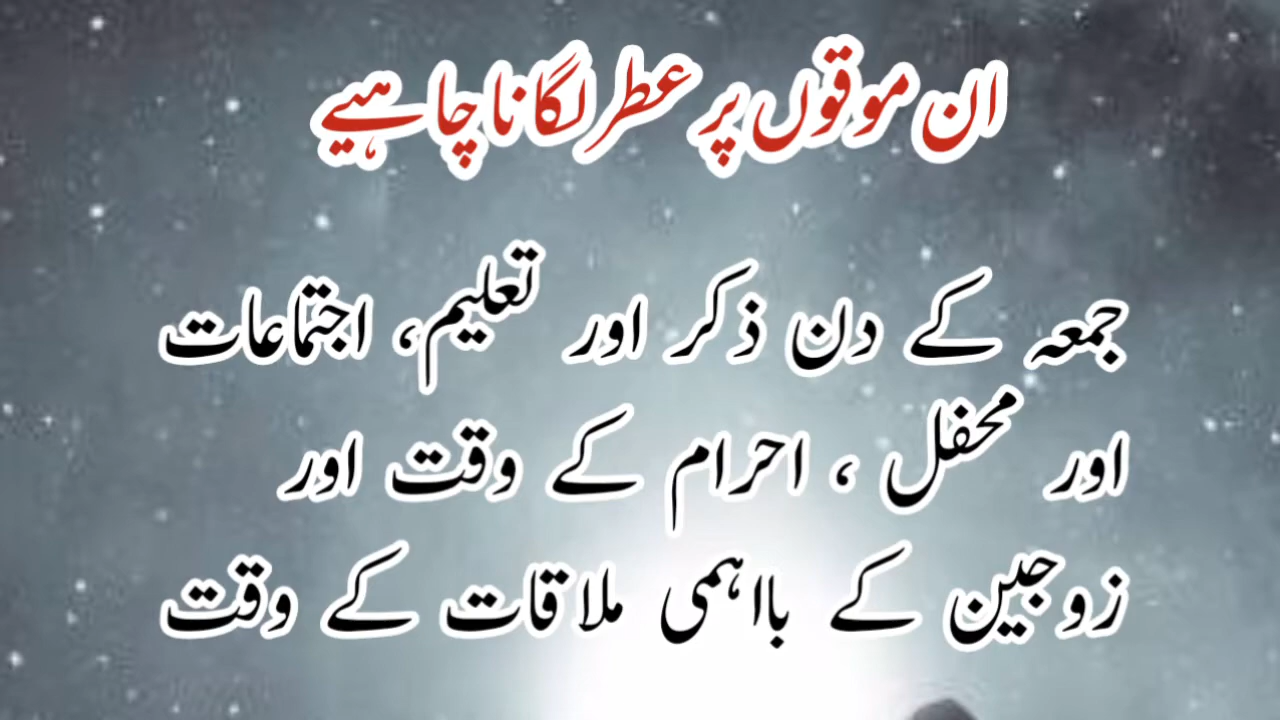 ان موقوں پر عطر لگانا چاہیے
جمعہ کے دن ذکر اور تعلیم، اجتماعات
اور محفل ، احرام کے وقت اور
زوجین کے بااہمی ملاقات کے وقت